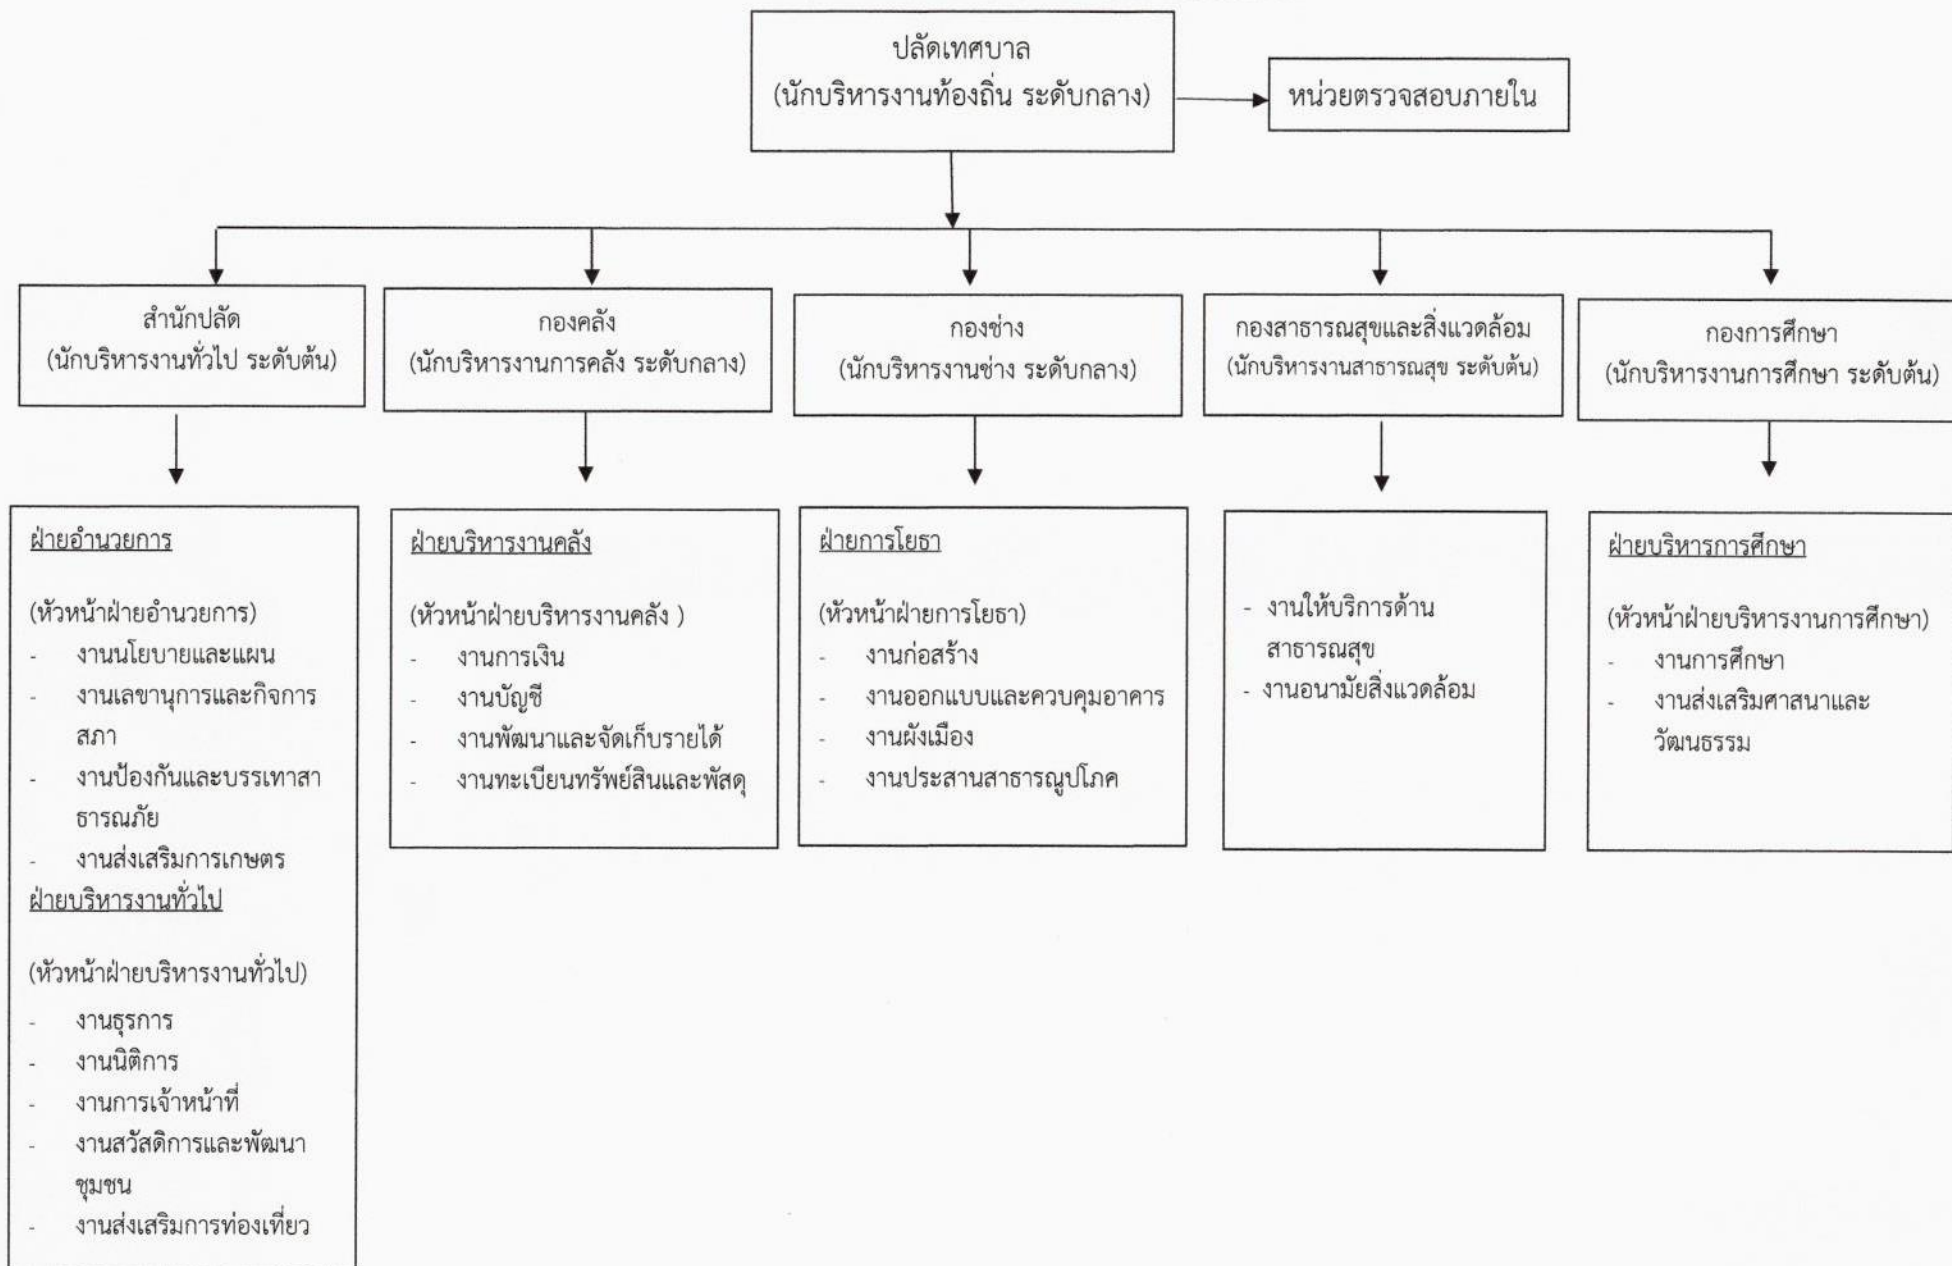 ปลัดเทศบาล
(นักบริหารงานท้องถิ่น ระดับกลาง)
หน่วยตรวจสอบภายใน
สำนักปลัด
(นักบริหารงานทั่วไป ระดับต้น)
กองคลัง
(นักบริหารงานการคลัง ระดับกลาง)
กองช่าง
(นักบริหารงานช่าง ระดับกลาง)
กองสาธารณสุขและสิ่งแวดล้อม
(นักบริหารงานสาธารณสุข ระดับต้น)
กองการศึกษา
(นักบริหารงานการศึกษา ระดับต้น)
ฝ่ายอำนวยการ
(หัวหน้าฝ่ายอำนวยการ)
- งานนโยบายและแผน
- งานเลขานุการและกิจการ
สภา
- งานป้องกันและบรรเทาสา
ธารณภัย
- งานส่งเสริมการเกษตร
ฝ่ายบริหารงานทั่วไป
(หัวหน้าฝ่ายบริหารงานทั่วไป)
- งานธุรการ
- งานนิติการ
- งานการเจ้าหน้าที่
- งานสวัสดิการและพัฒนา
ชุมชน
- งานส่งเสริมการท่องเที่ยว
ฝ่ายบริหารงานคลัง
(หัวหน้าฝ่ายบริหารงานคลัง )
- งานการเงิน
- งานบัญชี
- งานพัฒนาและจัดเก็บรายได้
- งานทะเบียนทรัพย์สินและพัสดุ
ฝ่ายการโยธา
(หัวหน้าฝ่ายการโยธา)
- งานก่อสร้าง
- งานออกแบบและควบคุมอาคาร
- งานผังเมือง
- งานประสานสาธารณูปโภค
- งานให้บริการด้าน
สาธารณสุข
- งานอนามัยสิ่งแวดล้อม
ฝ่ายบริหารการศึกษา
(หัวหน้าฝ่ายบริหารงานการศึกษา)
- งานการศึกษา
- งานส่งเสริมศาสนาและ
วัฒนธรรม